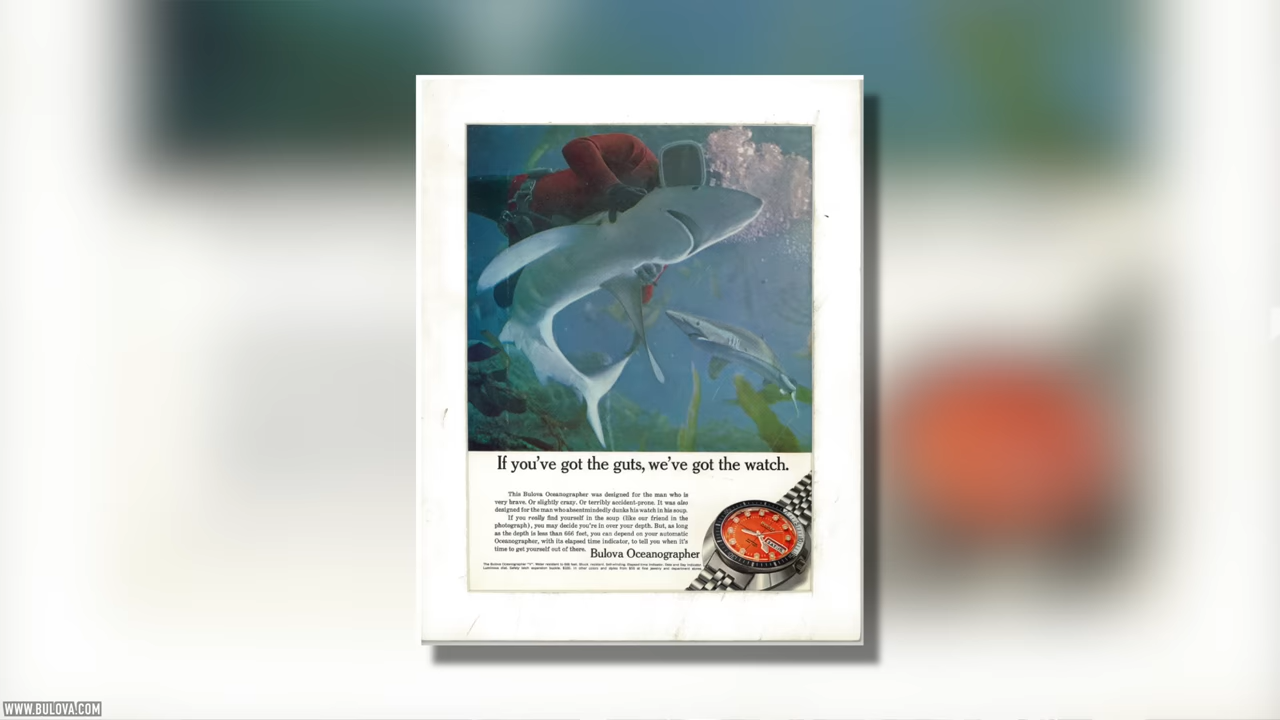 If you've got the guts, we've got the watch.
This Bulova Oceanographer was designed for the man who is
very brave. Or slightly crazy. Or terribly accident-prone. It was also
designed for the man who absentmindedly dunks his watch in his soup.
If you really find yourself in the soup (like our friend in the
photograph), you may decide you're in over your depth. But, as long
as the depth is less than 666 feet, you can depend on your automatic
Oceanographer, with its elapsed time indicator, to tell you when it's
time to get yourself out of there.
Bulova Oceanographer
WWW.BULOVA.COM